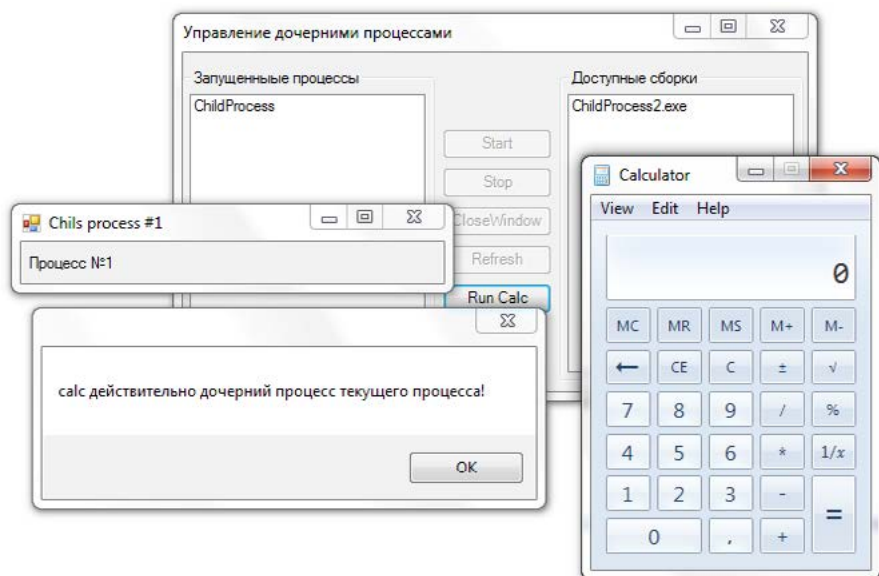 Управление дочерними процессами
Запущенныые процессы
ChildProcess
Доступные сборки
ChildProcess2.exe
Start
Stop
CloseWindow
Refresh
Run Calc
Chils process #1
Процесс №1
calc действительно дочерний процесс текущего процесса!
OK
Calculator
View Edit Help
0
MC MR MS M+ M-
← CE C ± √
7 8 9 / %
4 5 6 * 1/x
1 2 3 - =
0 , +